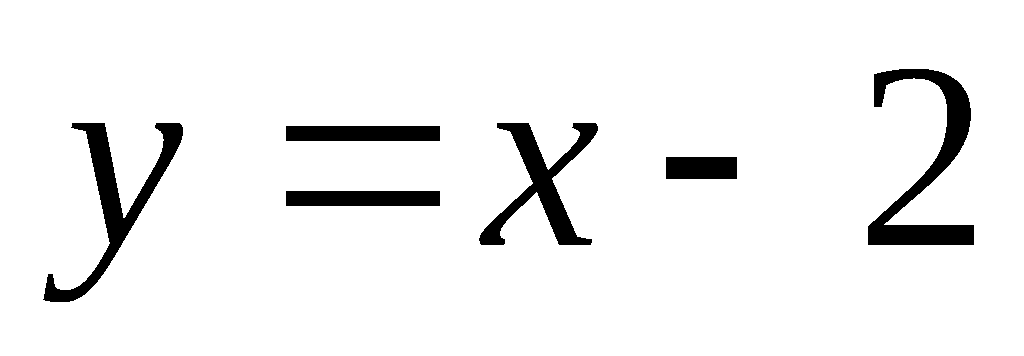 y = x - 2